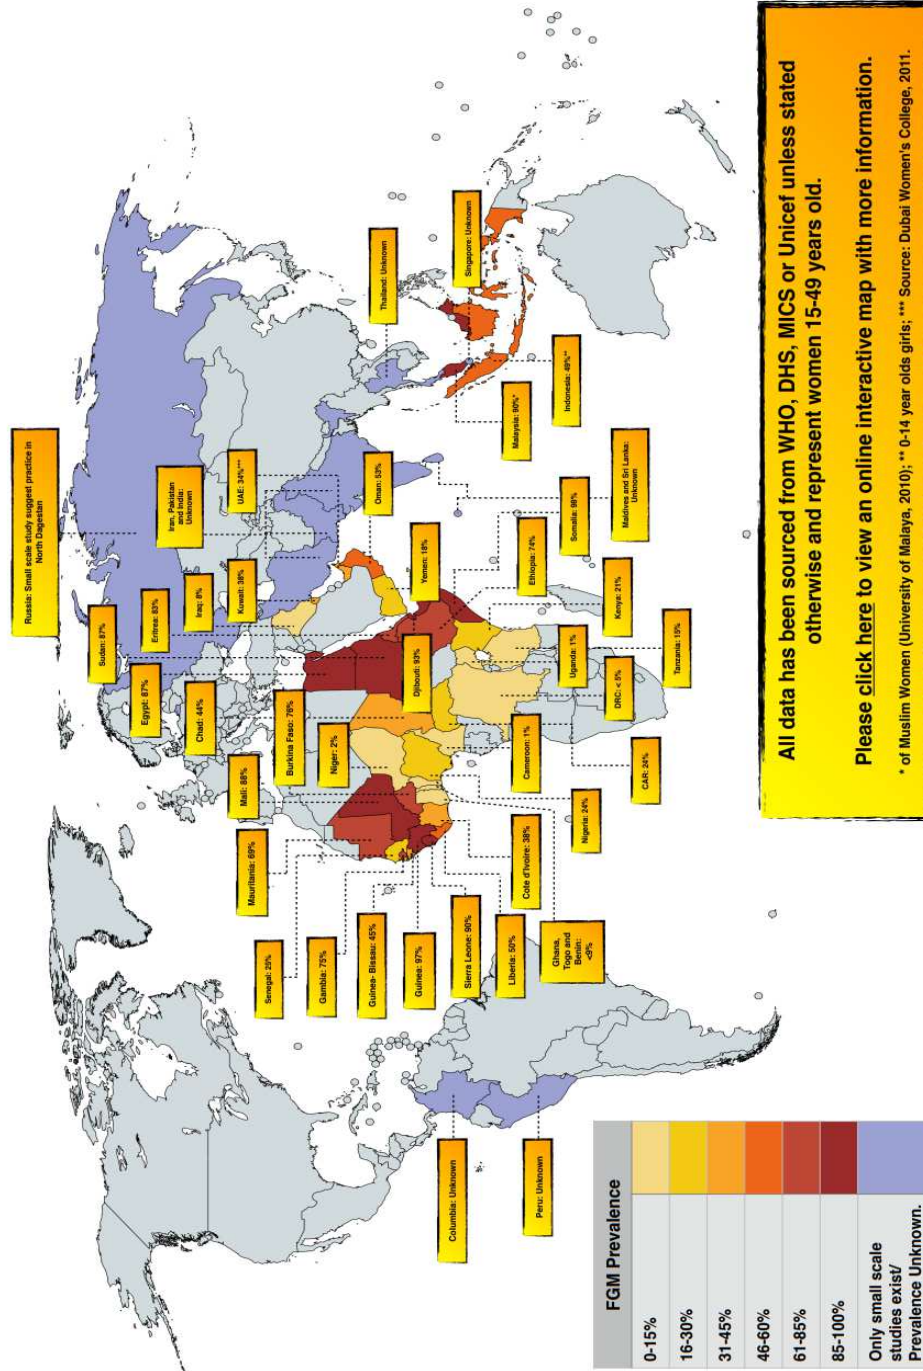 Russia: Small scale study suggest practice in
North Dagestan
Iran, Pakistan
and India:
Unknown
UAE: 34%***
Sudan: 87%
Eritrea: 83%
Iraq: 8%
Kuwait: 38%
Oman: 53%
Thailand: Unknown
Singapore: Unknown
Egypt: 87%
Chad: 44%
Burkina Faso: 76%
Niger: 2%
Mali: 88%
Mauritania: 69%
Djibouti: 93%
Yemen: 18%
Ethiopia: 74%
Somalia: 98%
Maldives and Sri Lanka:
Unknown
Malaysia: 90%*
Indonesia: 49%**
Senegal: 25%
Gambia: 75%
Guinea- Bissau: 45%
Guinea: 97%
Sierra Leone: 90%
Liberia: 50%
Ghana,
Togo and
Benin:
<9%
Cote d'Ivoire: 38%
Nigeria: 24%
Cameroon: 1%
CAR: 24%
DRC: < 5%
Uganda: 1%
Tanzania: 15%
Kenya: 21%
Columbia: Unknown
Peru: Unknown
FGM Prevalence
0-15%
16-30%
31-45%
46-60%
61-85%
85-100%
Only small scale
studies exist/
Prevalence Unknown.
All data has been sourced from WHO, DHS, MICS or Unicef unless stated
otherwise and represent women 15-49 years old.
Please click here to view an online interactive map with more information.
* of Muslim Women (University of Malaya, 2010); ** 0-14 year olds girls; *** Source: Dubai Women's College, 2011.